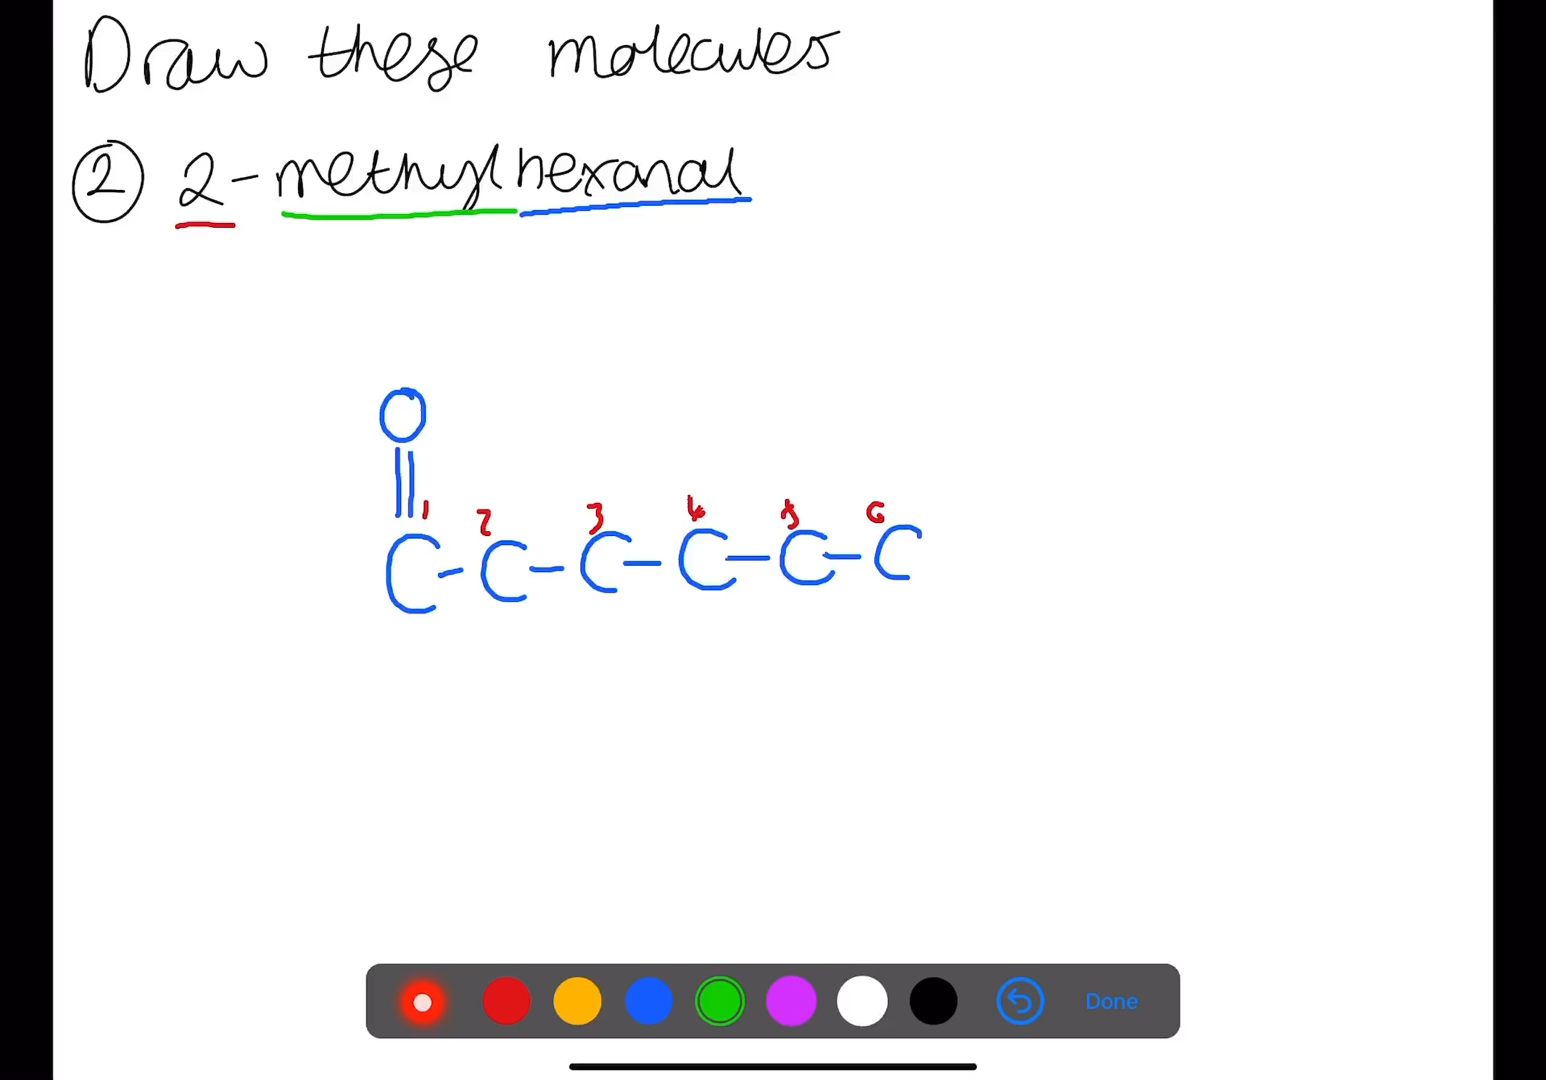 Draw these molecules
② 2-methylhexanal
O
1 2 3 4 5 6
C-C-C-C-C-C
Done